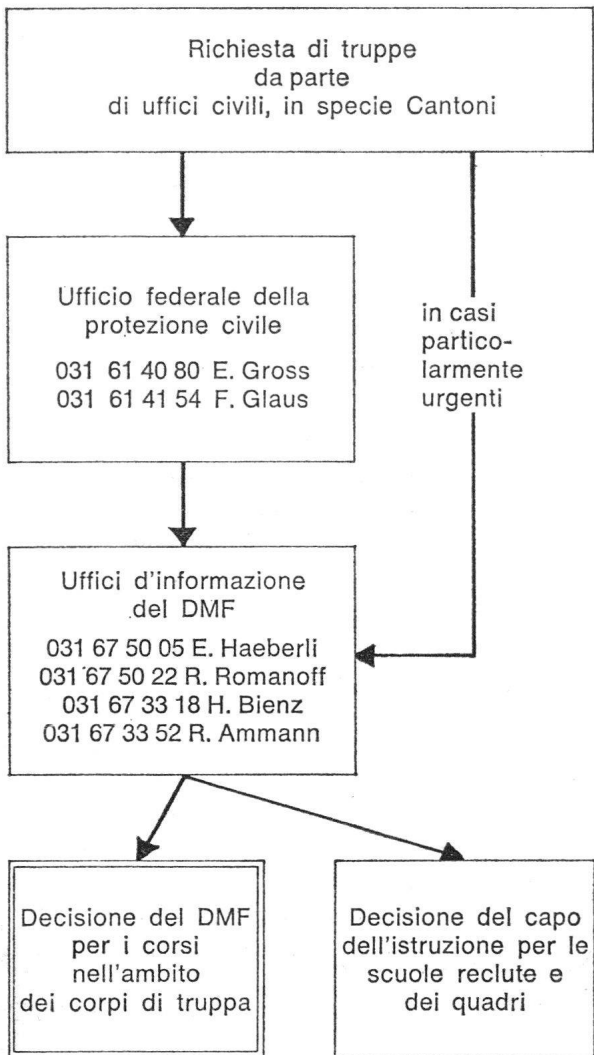 Richiesta di truppe
da parte
di uffici civili, in specie Cantoni
Ufficio federale della
protezione civile
031 61 40 80 E. Gross
031 61 41 54 F. Glaus
in casi
partico-
larmente
urgenti
Uffici d'informazione
del DMF
031 67 50 05 E. Haeberli
031 67 50 22 R. Romanoff
031 67 33 18 H. Bienz
031 67 33 52 R. Ammann
Decisione del DMF
per i corsi
nell'ambito
dei corpi di truppa
Decisione del capo
dell'istruzione per le
scuole reclute e
dei quadri